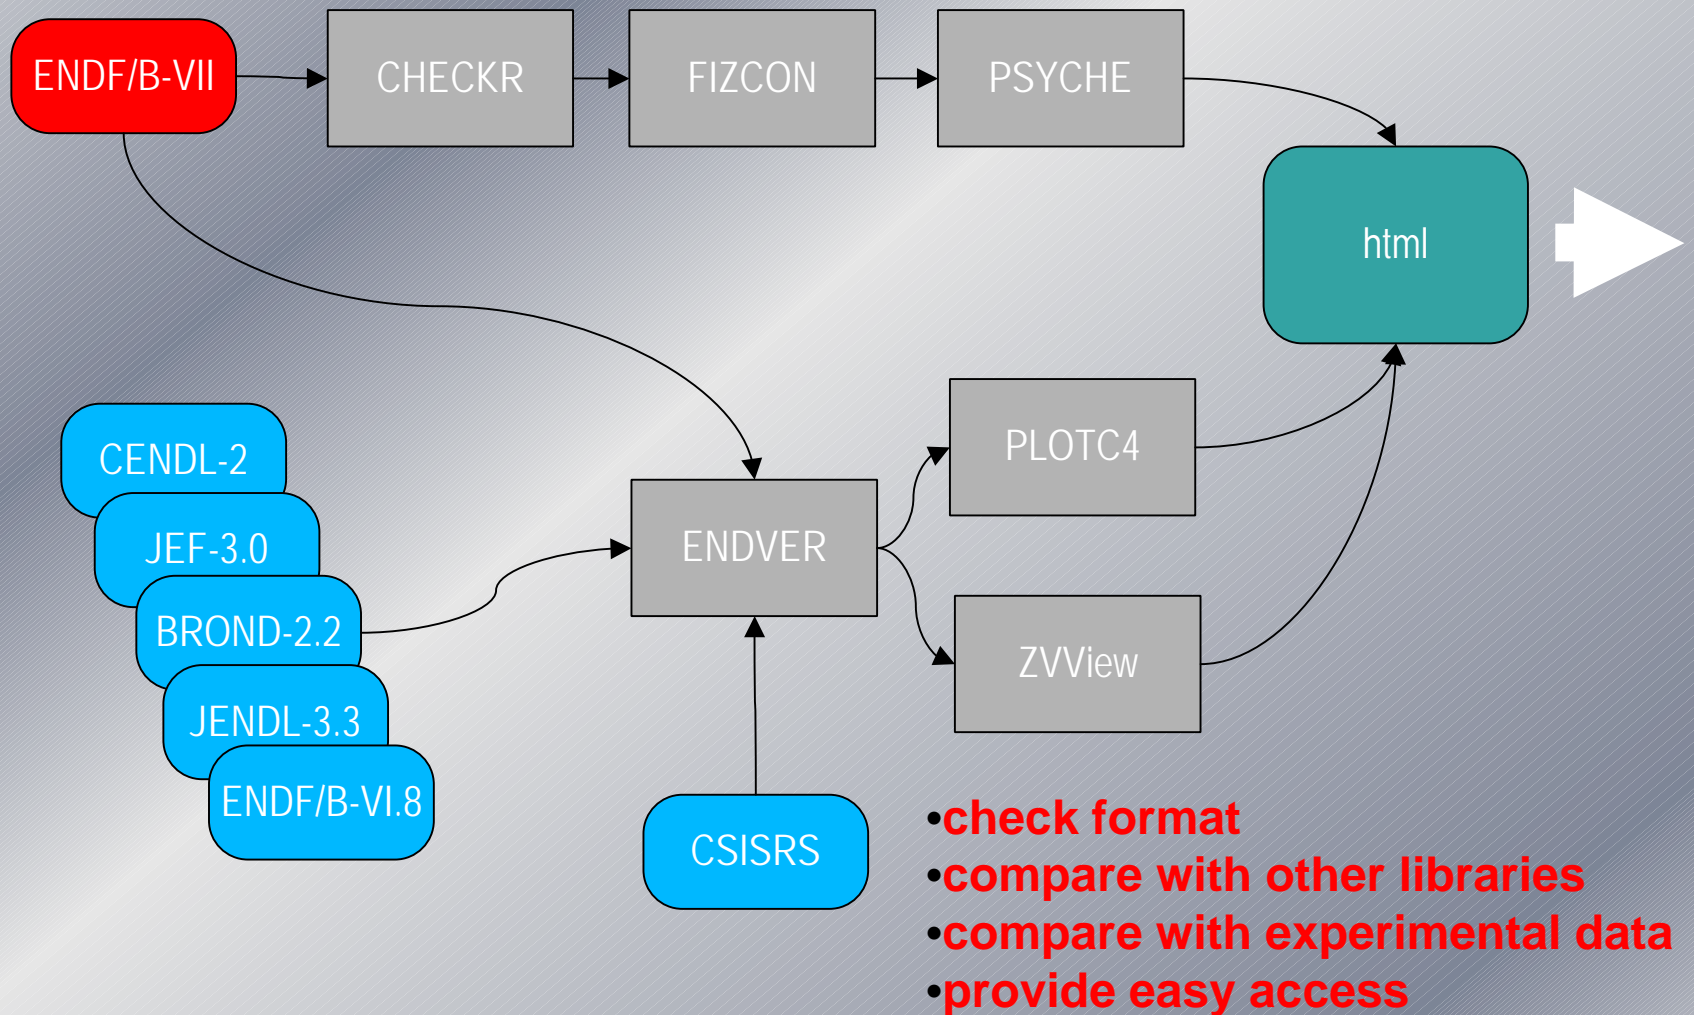 ENDF/B-VII
CHECKR
FIZCON
PSYCHE
html
CENDL-2
JEF-3.0
BROND-2.2
JENDL-3.3
ENDF/B-VI.8
ENDVER
CSISRS
PLOTC4
ZVView
•check format
•compare with other libraries
•compare with experimental data
•provide easy access